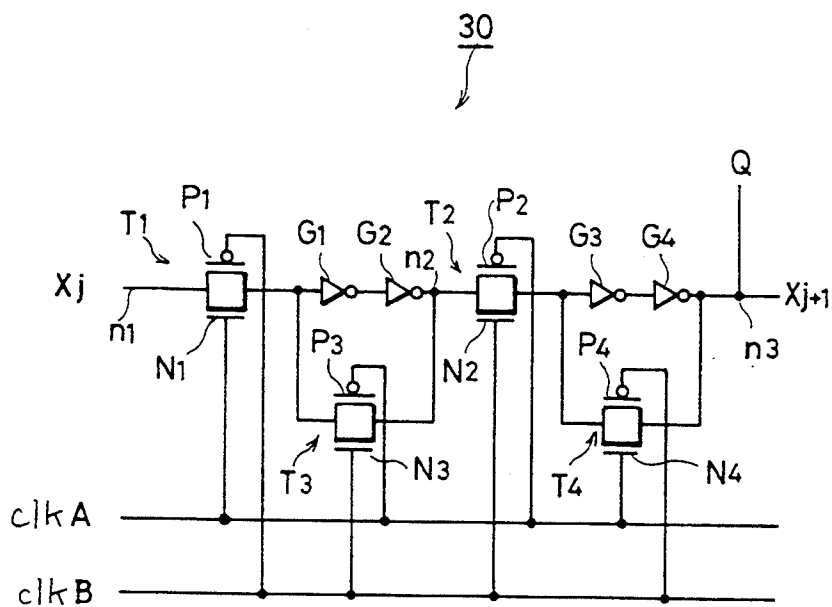 30
Q
P1
P2
T1
T2
G1
G2
n2
G3
G4
Xj
Xj+1
n1
n3
N1
P3
N2
P4
T3
N3
T4
N4
clkA
clkB